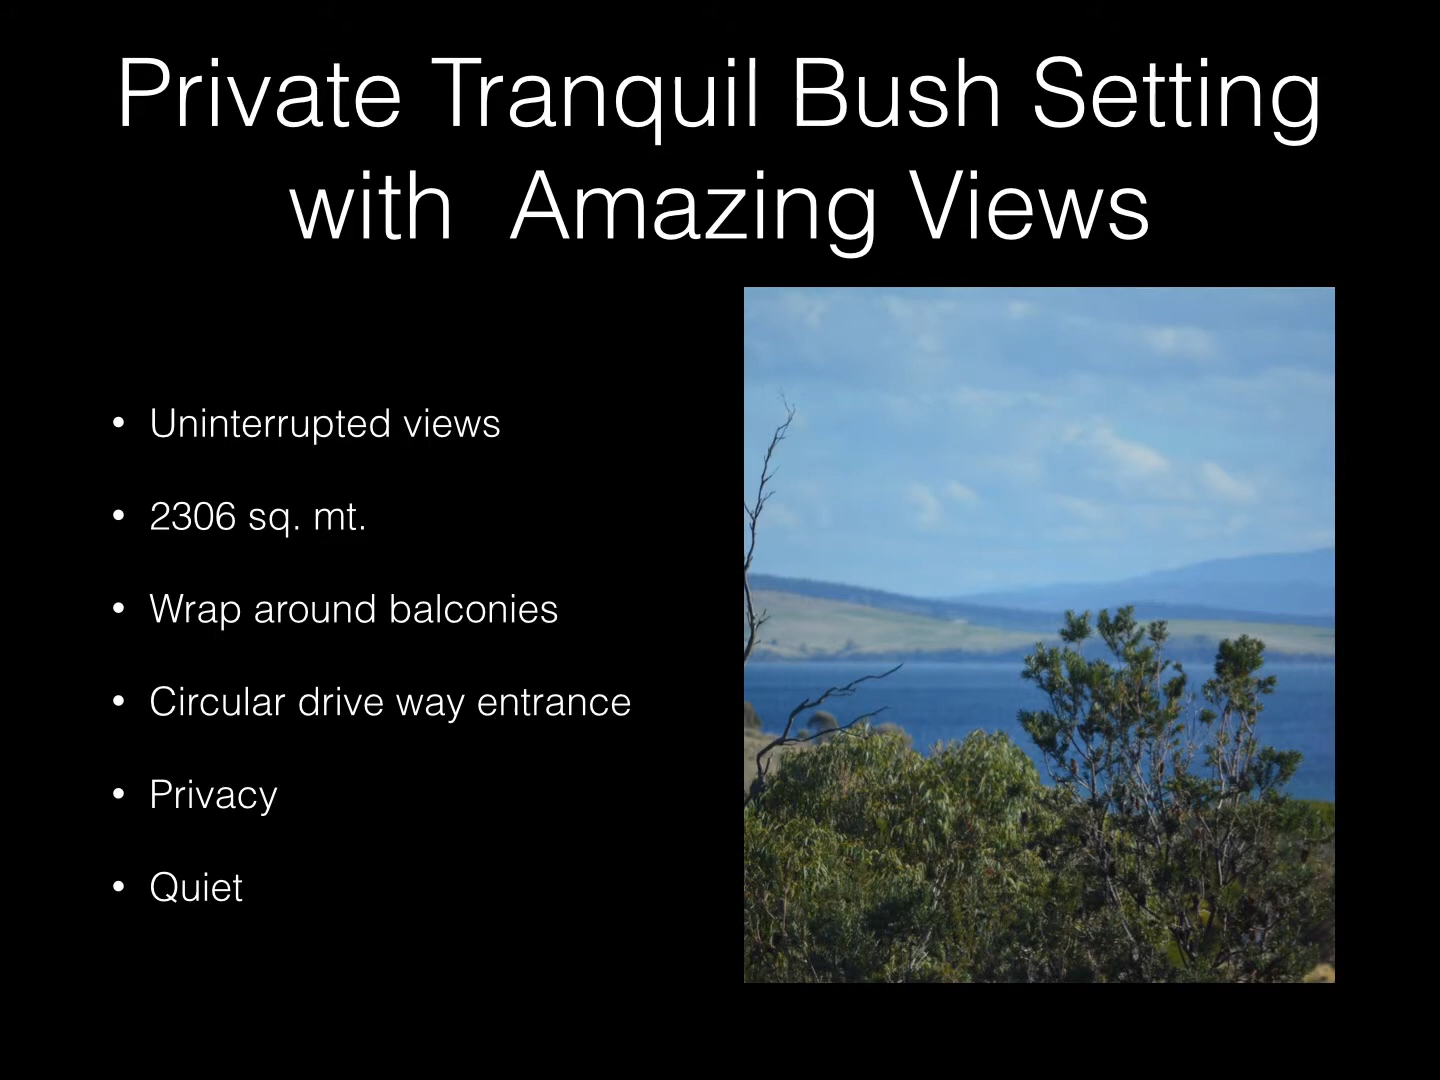 Private Tranquil Bush Setting
with  Amazing Views
• Uninterrupted views
• 2306 sq. mt.
• Wrap around balconies
• Circular drive way entrance
• Privacy
• Quiet